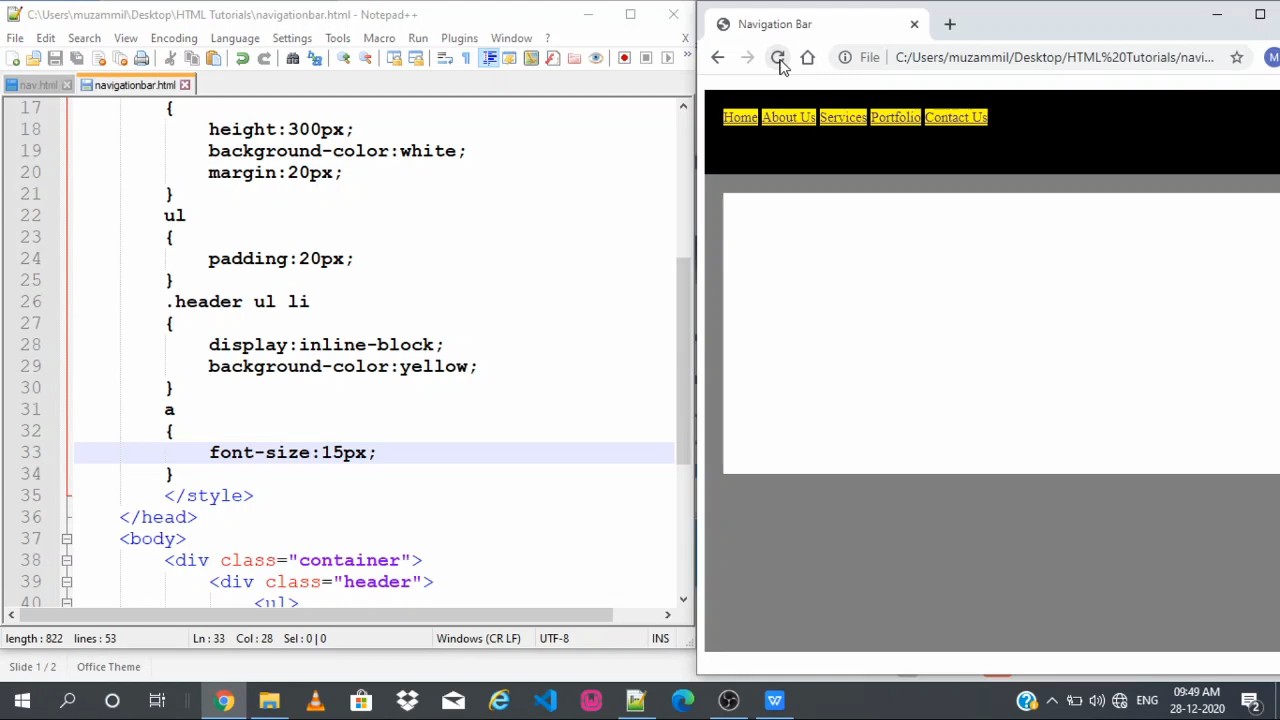 C:\Users\muzammil\Desktop\HTML Tutorials\navigationbar.html - Notepad++
File Edit Search View Encoding Language Settings Tools Macro Run Plugins Window ? X
nav.html navigationbar.html
17 {
18 height:300px;
19 background-color:white;
20 margin:20px;
21 }
22 ul
23 {
24 padding:20px;
25 }
26 .header ul li
27 {
28 display:inline-block;
29 background-color:yellow;
30 }
31 a
32 {
33 font-size:15px;
34 }
35 </style>
36 </head>
37 <body>
38 <div class="container">
39 <div class="header">
40 <ul>
length : 822 lines : 53 Ln : 33 Col : 28 Sel : 0 | 0 Windows (CR LF) UTF-8 INS
Slide 1 / 2 Office Theme
Navigation Bar
File C:/Users/muzammil/Desktop/HTML%20Tutorials/navi... M
Home About Us Services Portfolio Contact Us
ENG
09:49 AM
28-12-2020
2